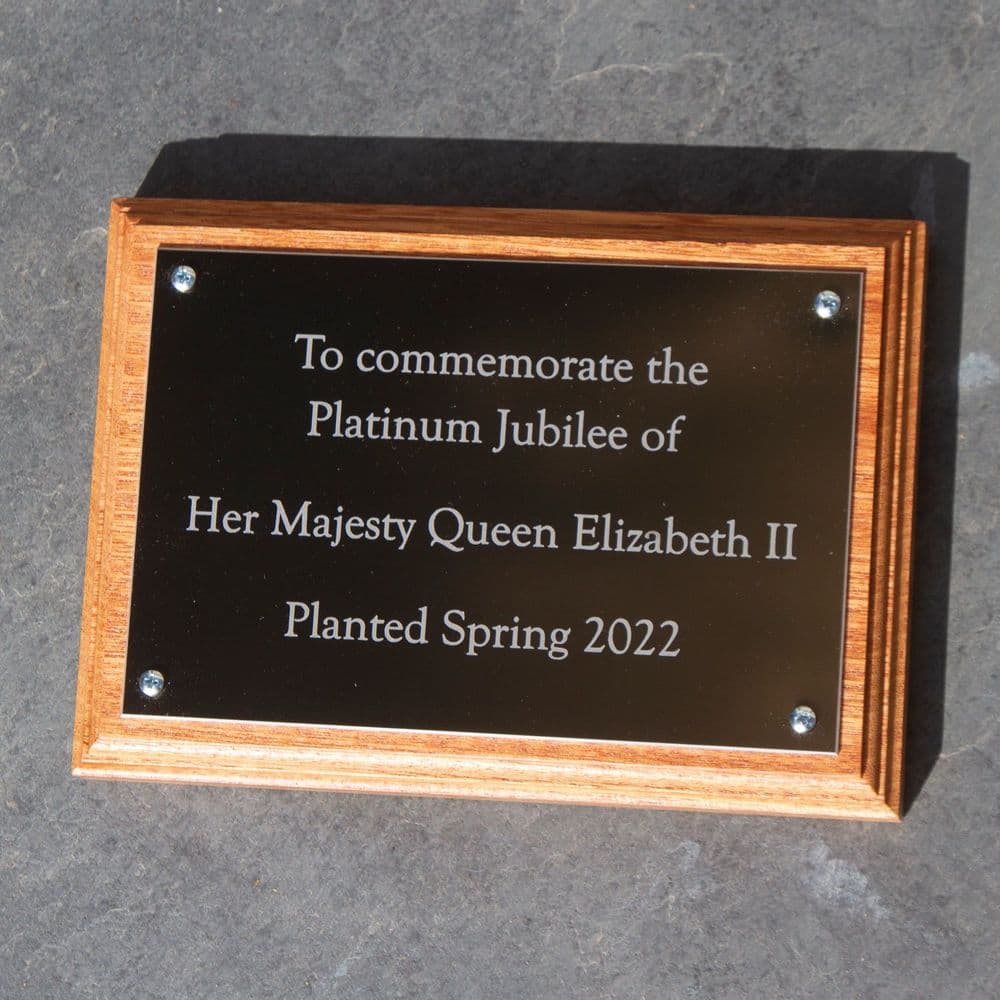 To commemorate the
Platinum Jubilee of
Her Majesty Queen Elizabeth II
Planted Spring 2022